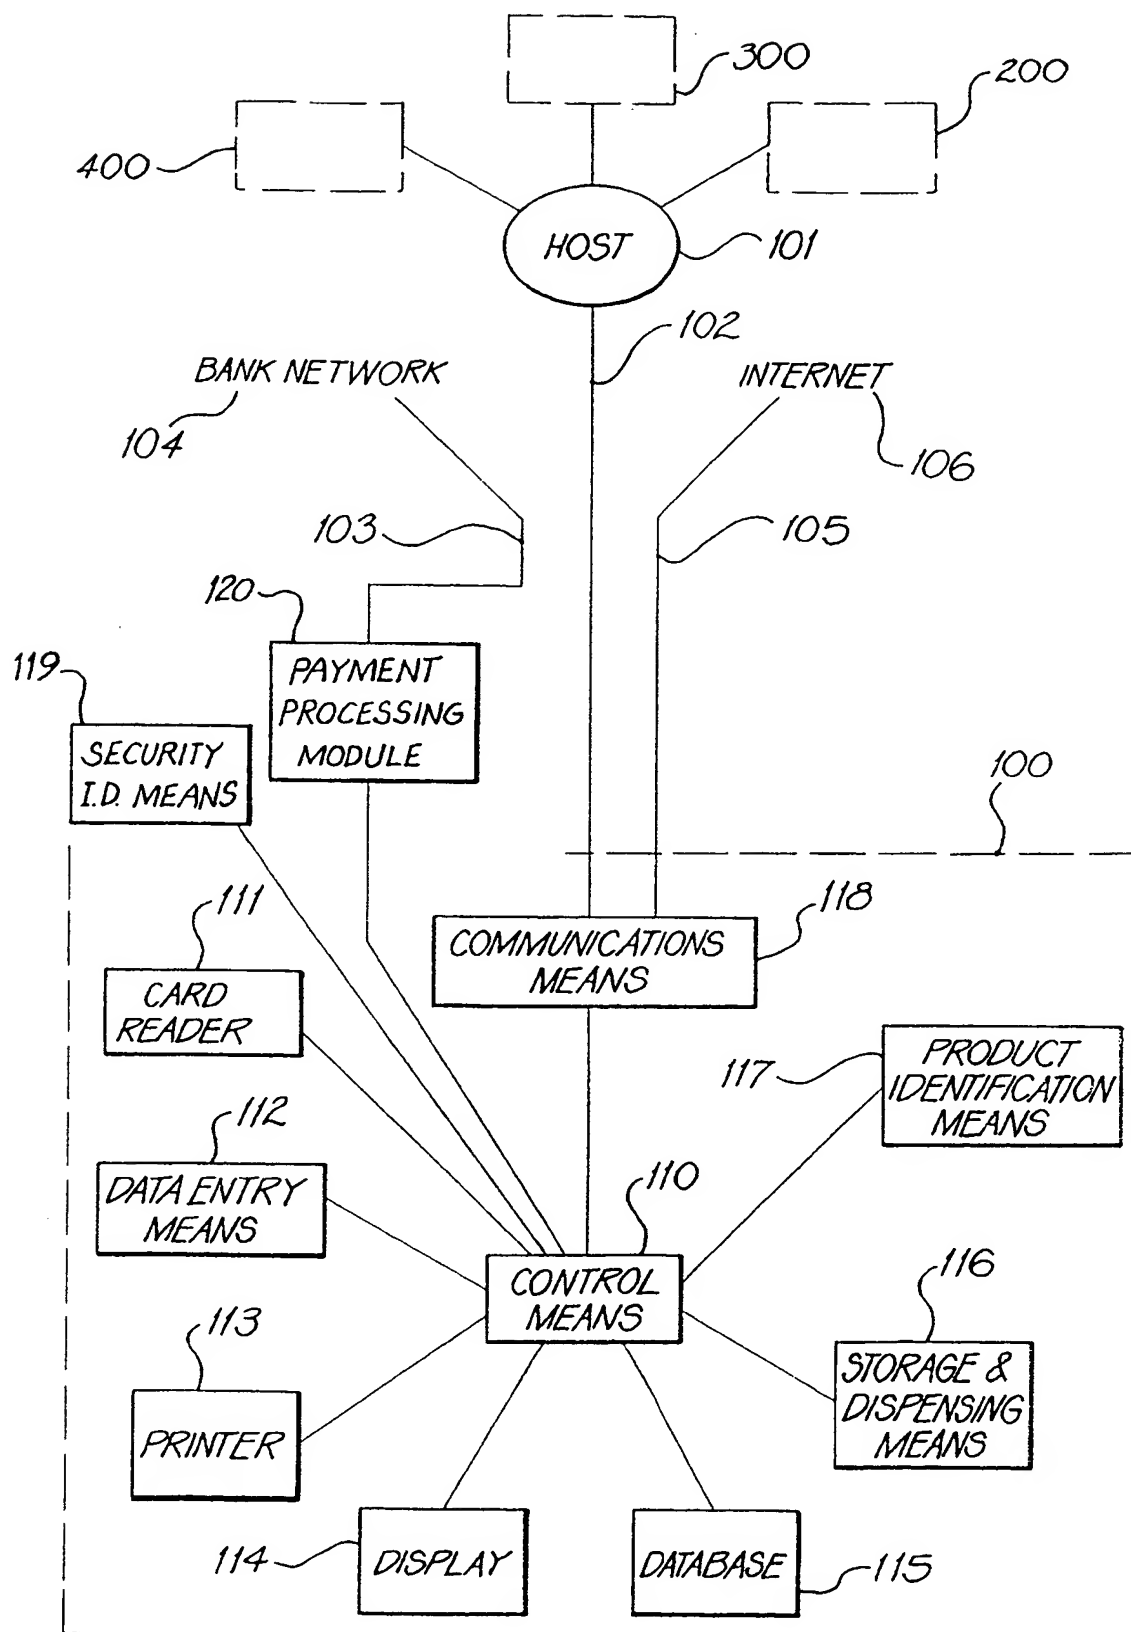 300
200
400
HOST
101
102
BANK NETWORK
INTERNET
104
106
103
105
120
119
PAYMENT
PROCESSING
MODULE
SECURITY
I.D. MEANS
100
111
118
COMMUNICATIONS
MEANS
CARD
READER
117
PRODUCT
IDENTIFICATION
MEANS
112
DATA ENTRY
MEANS
110
CONTROL
MEANS
116
113
STORAGE &
DISPENSING
MEANS
PRINTER
114
DISPLAY
DATABASE
115